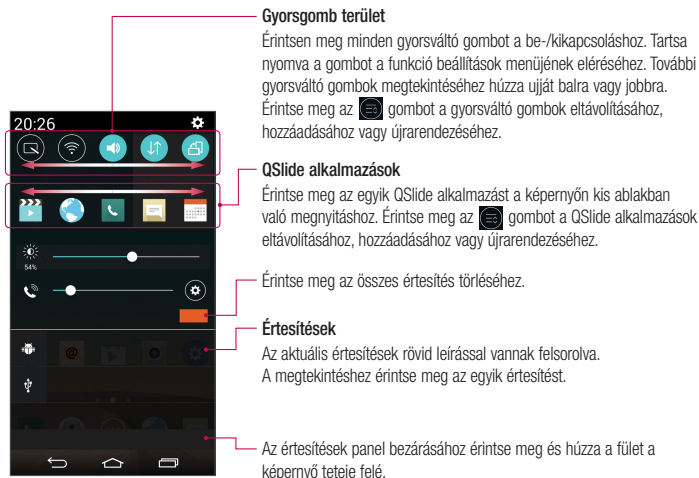 Gyorsgomb terület
Érintsen meg minden gyorsváltó gombot a be-/kikapcsoláshoz. Tartsa
nyomva a gombot a funkció beállítások menüjének eléréséhez. További
gyorsváltó gombok megtekintéséhez húzza ujját balra vagy jobbra.
Érintse meg az gombot a gyorsváltó gombok eltávolításához,
hozzáadásához vagy újrarendezéséhez.
20:26
QSlide alkalmazások
Érintse meg az egyik QSlide alkalmazást a képernyőn kis ablakban
való megnyitáshoz. Érintse meg az gombot a QSlide alkalmazások
eltávolításához, hozzáadásához vagy újrarendezéséhez.
54%
Érintse meg az összes értesítés törléséhez.
Értesítések
Az aktuális értesítések rövid leírással vannak felsorolva.
A megtekintéshez érintse meg az egyik értesítést.
Az értesítések panel bezárásához érintse meg és húzza a fület a
képernyő teteje felé.